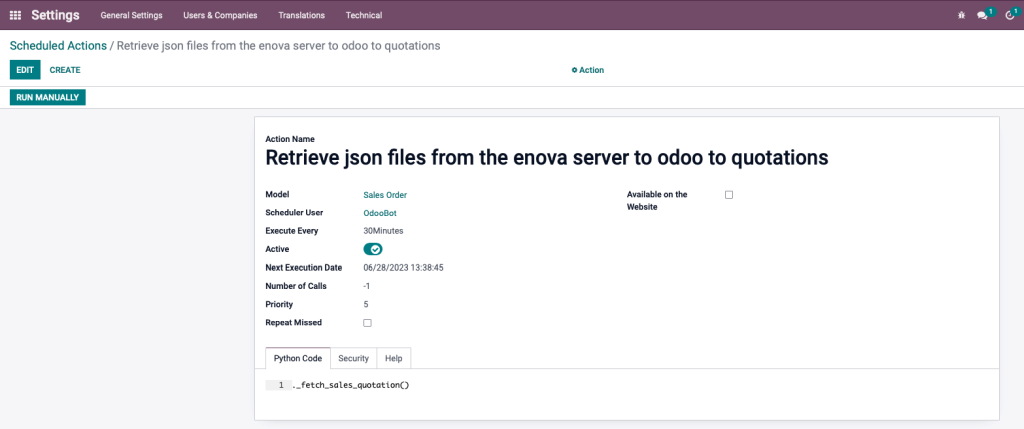 Settings General Settings Users & Companies Translations Technical 1 1
Scheduled Actions / Retrieve json files from the enova server to odoo to quotations
EDIT CREATE Action
RUN MANUALLY
Action Name
Retrieve json files from the enova server to odoo to quotations
Model Sales Order Available on the
Website
Scheduler User OdooBot
Execute Every 30Minutes
Active
Next Execution Date 06/28/2023 13:38:45
Number of Calls -1
Priority 5
Repeat Missed
Python Code Security Help
1 ._fetch_sales_quotation()